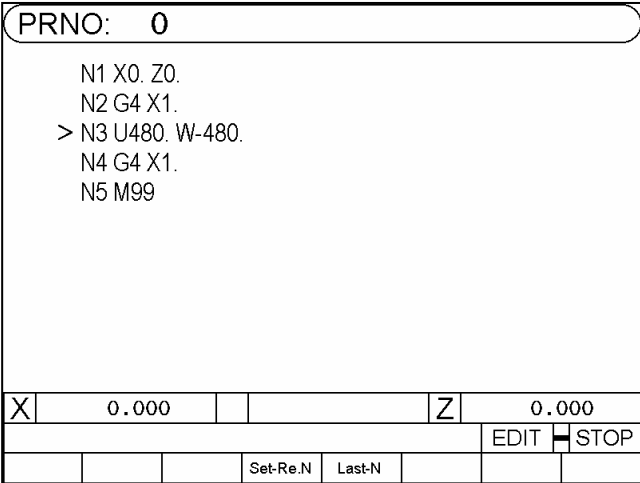 PRNO: 0
N1 X0. Z0.
N2 G4 X1.
> N3 U480. W-480.
N4 G4 X1.
N5 M99
X 0.000 Z 0.000
EDIT STOP
Set-Re.N Last-N